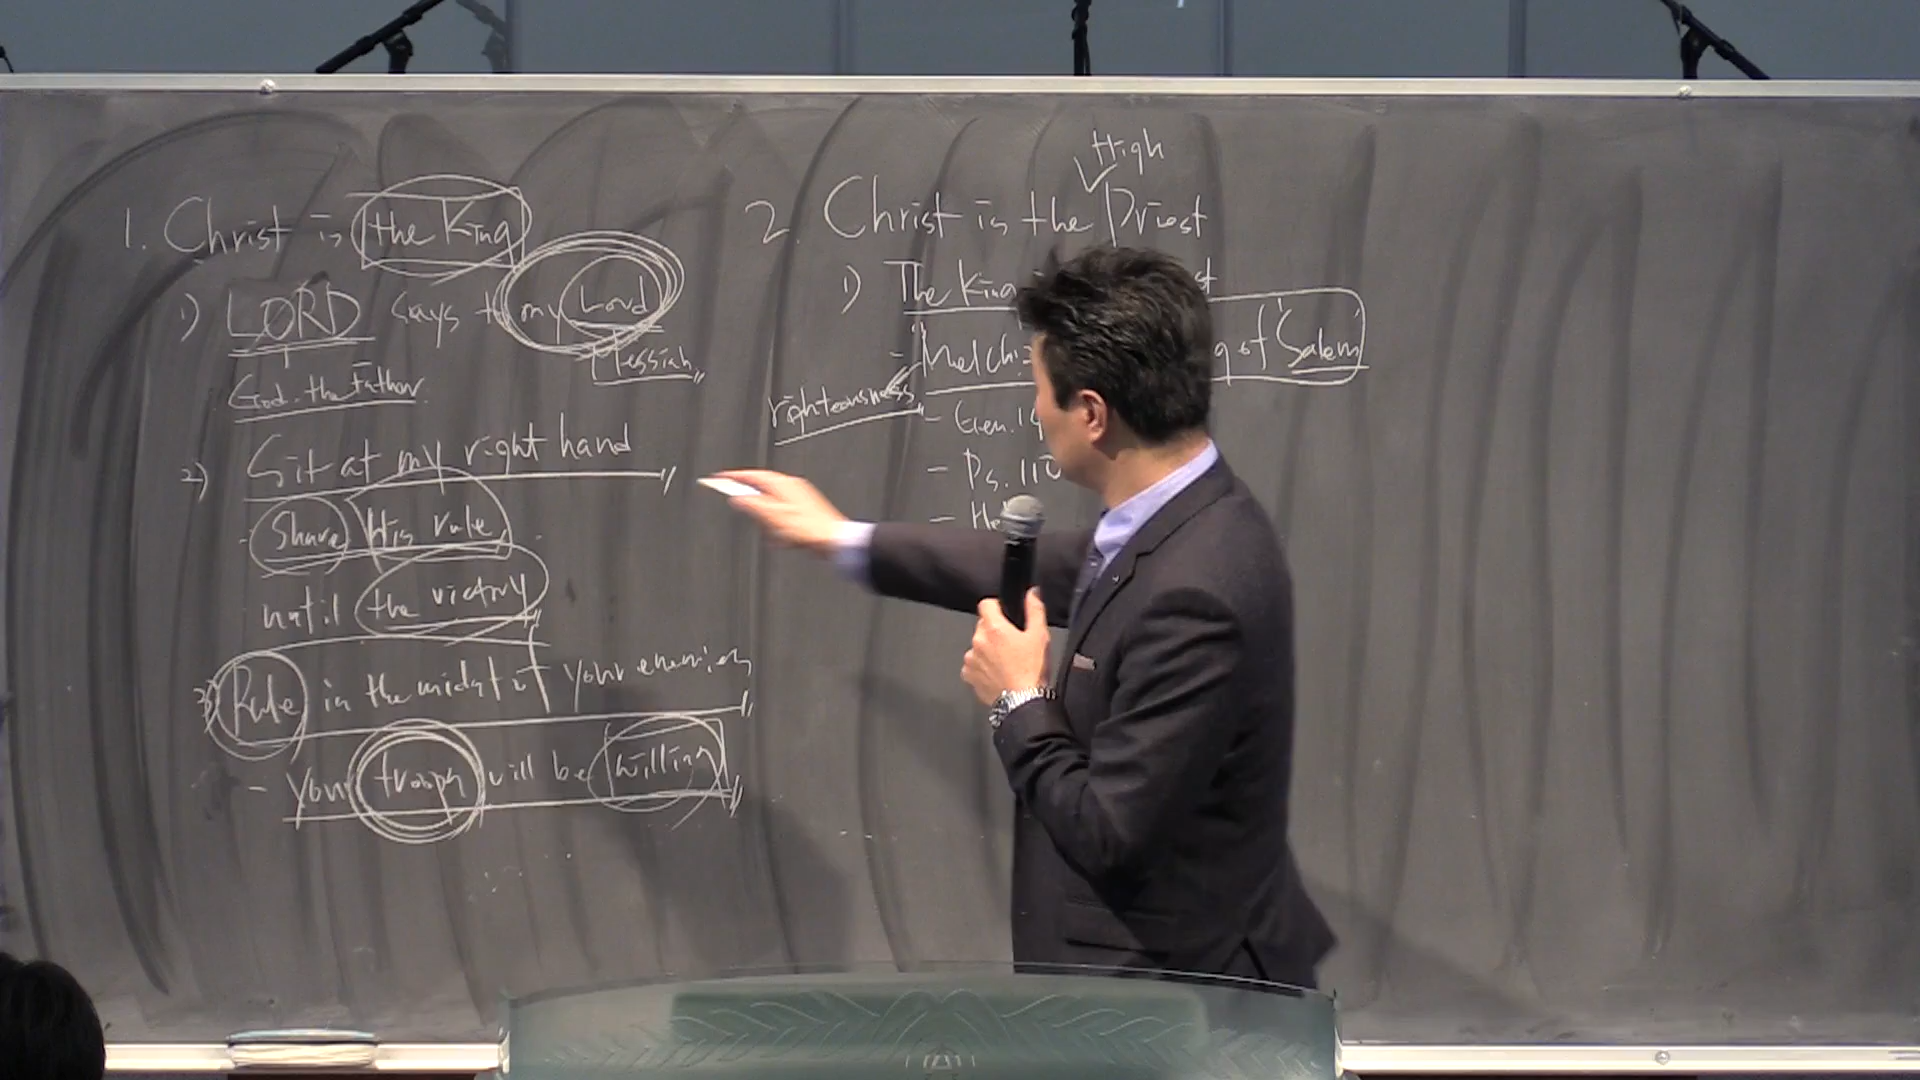 1. Christ is the King
1) LORD says to my Lord
Messiah
God the Father
2) Sit at my right hand
- Share His rule
until the victory
3) Rule in the midst of your enemies
- Your troops will be willing
High
2. Christ is the Priest
1) The King
- Melchi of Salem
righteousness
- Gen. 14
- Ps. 110
- He